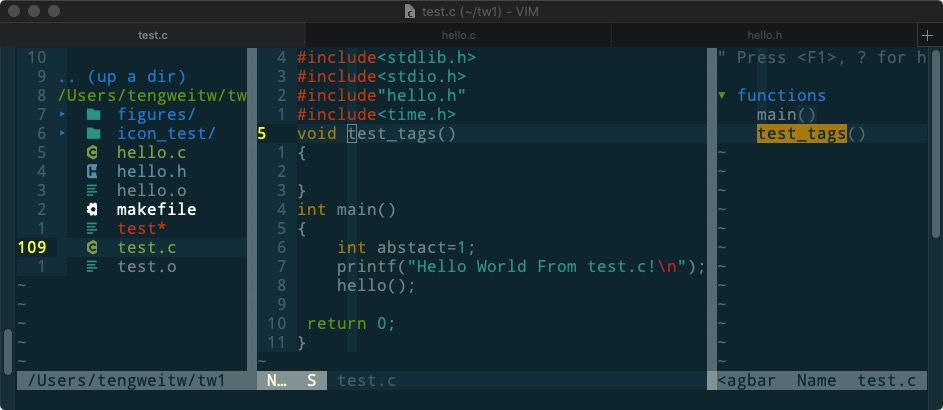 test.c (~/tw1) - VIM
test.c hello.c hello.h +
10
9 .. (up a dir)
8 /Users/tengweitw/tw
7 ▸ figures/
6 ▸ icon_test/
5 hello.c
4 hello.h
3 hello.o
2 makefile
1 test*
109 test.c
1 test.o
~
~
~
~
~
/Users/tengweitw/tw1
4 #include<stdlib.h>
3 #include<stdio.h>
2 #include"hello.h"
1 #include<time.h>
5 void test_tags()
1 {
2
3 }
4 int main()
5 {
6 int abstact=1;
7 printf("Hello World From test.c!\n");
8 hello();
9
10 return 0;
11 }
~
N… S test.c
" Press <F1>, ? for h
▼ functions
main()
test_tags()
~
~
~
~
~
~
~
~
~
~
~
~
<agbar Name test.c